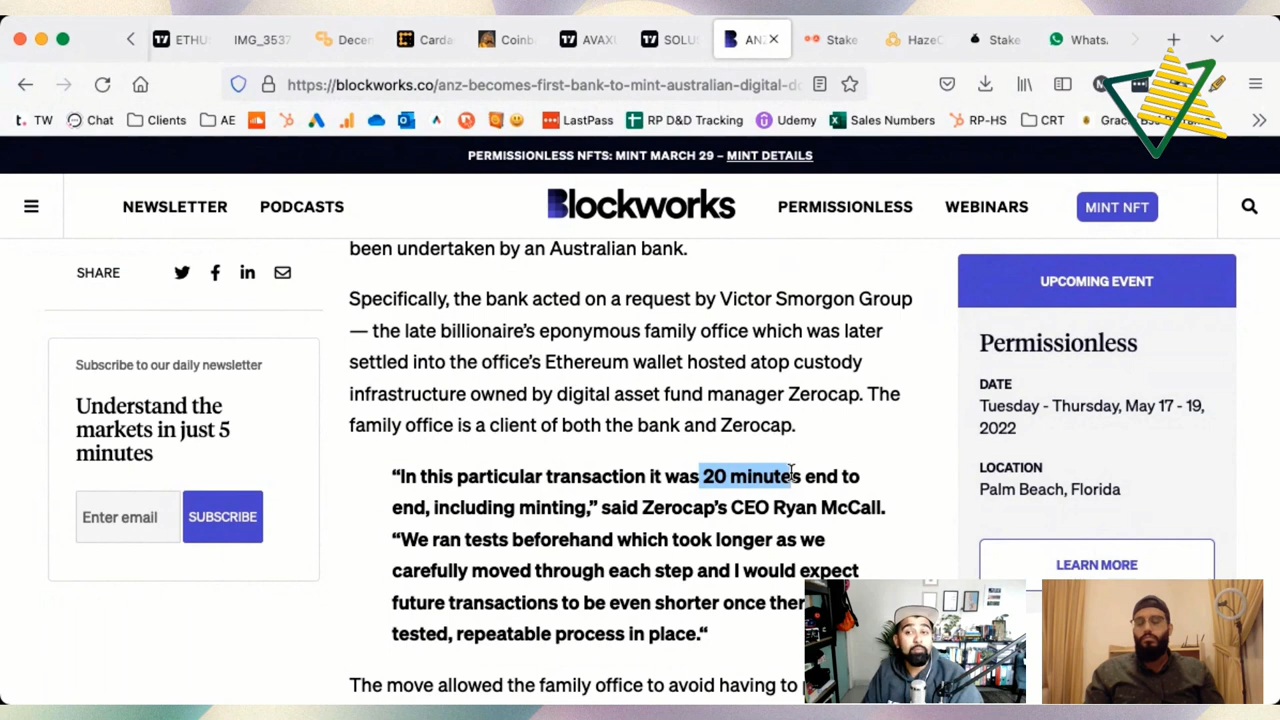 ETHU
IMG_3537
Decen
Carda
Coinb
AVAXU
SOLU
AN
Stake
HazeC
Stake
Whats.
https://blockworks.co/anz-becomes-first-bank-to-mint-australian-digital-do
t. TW
Chat
Clients
AE
LastPass
RP D&D Tracking
Udemy
Sales Numbers
RP-HS
CRT
PERMISSIONLESS NFTS: MINT MARCH 29 – MINT DETAILS
NEWSLETTER
PODCASTS
Blockworks
PERMISSIONLESS
WEBINARS
MINT NFT
been undertaken by an Australian bank.
SHARE
Specifically, the bank acted on a request by Victor Smorgon Group
— the late billionaire’s eponymous family office which was later
settled into the office’s Ethereum wallet hosted atop custody
infrastructure owned by digital asset fund manager Zerocap. The
family office is a client of both the bank and Zerocap.
“In this particular transaction it was 20 minutes end to
end, including minting,” said Zerocap’s CEO Ryan McCall.
“We ran tests beforehand which took longer as we
carefully moved through each step and I would expect
future transactions to be even shorter once ther
tested, repeatable process in place.“
The move allowed the family office to avoid having to
Subscribe to our daily newsletter
Understand the
markets in just 5
minutes
Enter email
SUBSCRIBE
UPCOMING EVENT
Permissionless
DATE
Tuesday - Thursday, May 17 - 19,
2022
LOCATION
Palm Beach, Florida
LEARN MORE